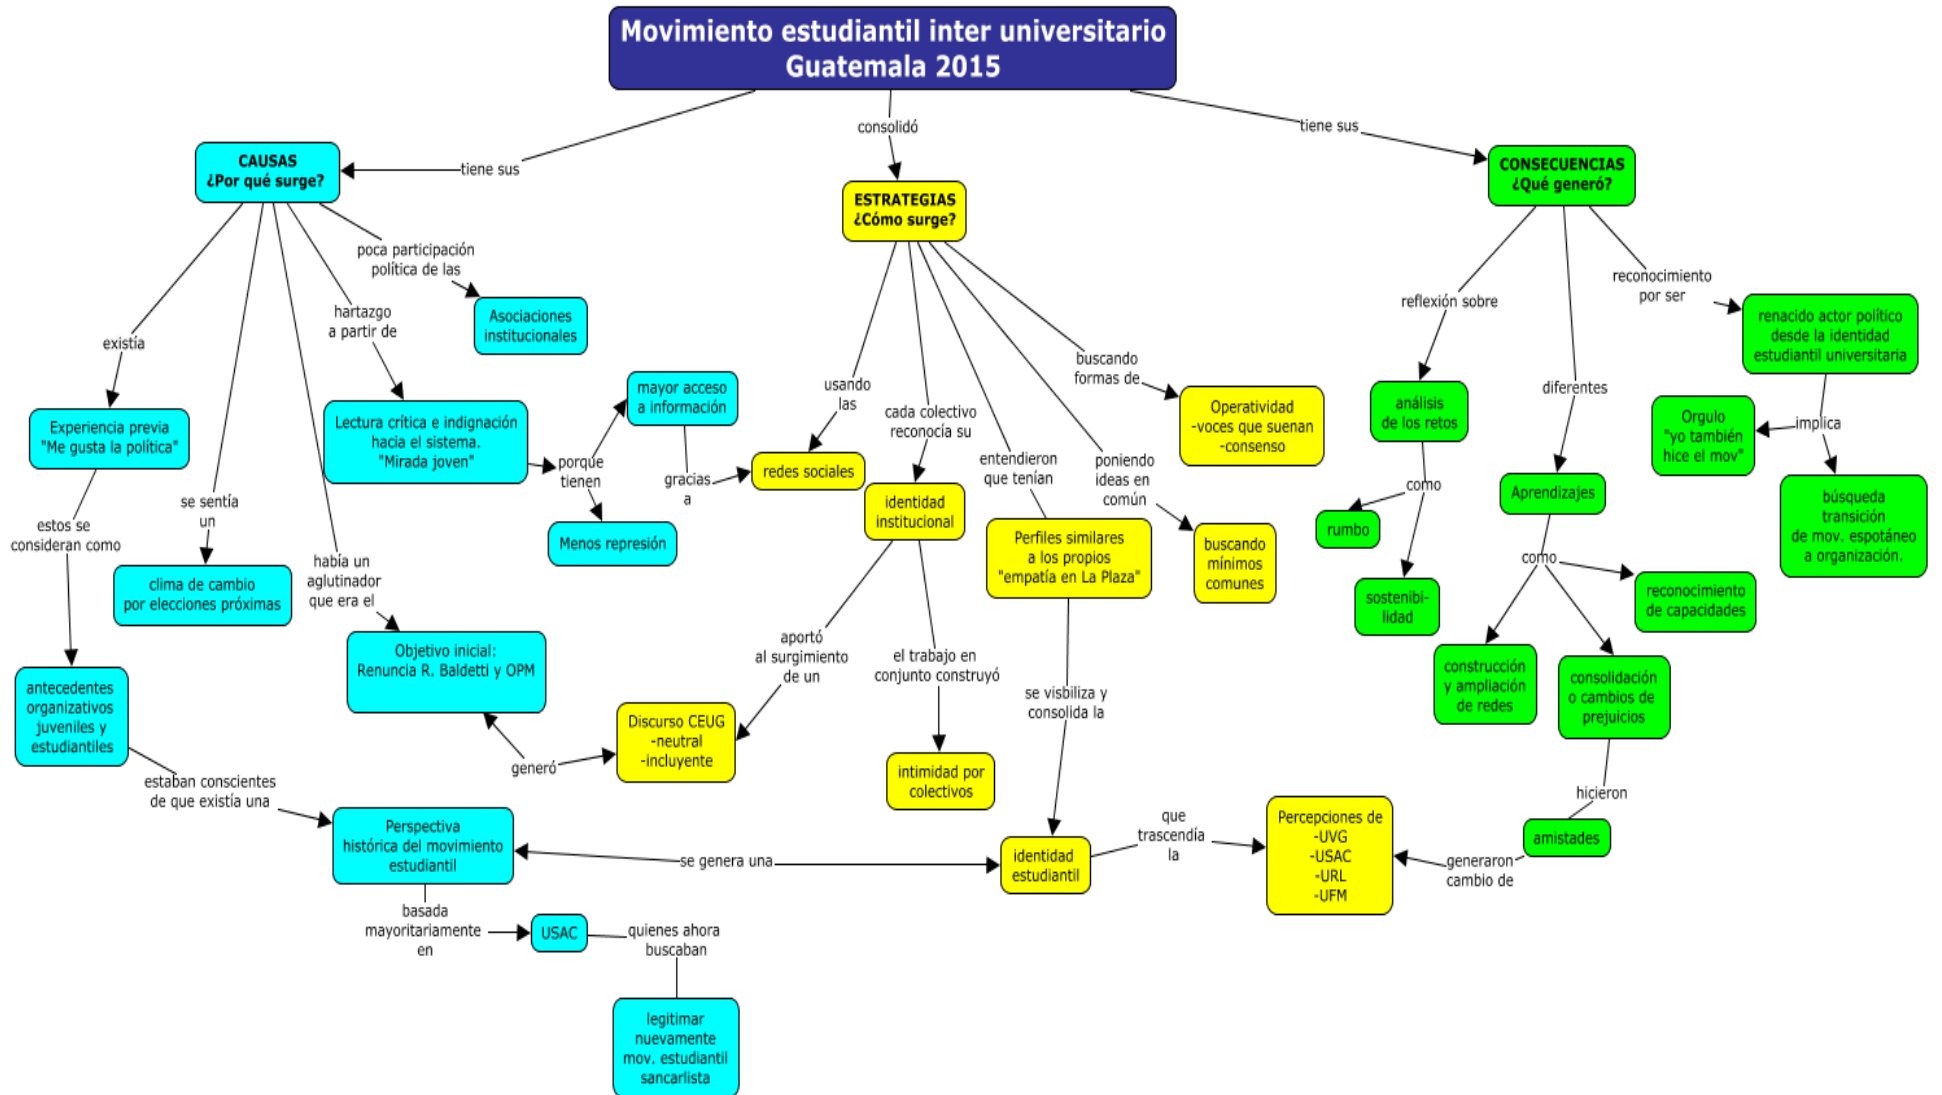 Movimiento estudiantil inter universitario
Guatemala 2015
tiene sus
consolidó
tiene sus
CAUSAS
¿Por qué surge?
existía
Experiencia previa
"Me gusta la política"
estos se
consideran como
antecedentes
organizativos
juveniles y
estudiantiles
estaban conscientes
de que existía una
Perspectiva
histórica del movimiento
estudiantil
basada
mayoritariamente
en
USAC
quienes ahora
buscaban
legitimar
nuevamente
mov. estudiantil
sancarlista
se sentía
un
clima de cambio
por elecciones próximas
había un
aglutinador
que era el
Objetivo inicial:
Renuncia R. Baldetti y OPM
generó
hartazgo
a partir de
Lectura crítica e indignación
hacia el sistema.
"Mirada joven"
porque
tienen
mayor acceso
a información
gracias
a
Menos represión
poca participación
política de las
Asociaciones
institucionales
se genera una
ESTRATEGIAS
¿Cómo surge?
usando
las
redes sociales
cada colectivo
reconocía su
identidad
institucional
aportó
al surgimiento
de un
Discurso CEUG
-neutral
-incluyente
el trabajo en
conjunto construyó
intimidad por
colectivos
entendieron
que tenían
Perfiles similares
a los propios
"empatía en La Plaza"
se visbiliza y
consolida la
identidad
estudiantil
que
trascendía
la
Percepciones de
-UVG
-USAC
-URL
-UFM
poniendo
ideas en
común
buscando
mínimos
comunes
buscando
formas de
Operatividad
-voces que suenan
-consenso
CONSECUENCIAS
¿Qué generó?
reflexión sobre
análisis
de los retos
como
rumbo
sostenibi-
lidad
diferentes
Aprendizajes
como
construcción
y ampliación
de redes
consolidación
o cambios de
prejuicios
reconocimiento
de capacidades
hicieron
amistades
generaron
cambio de
reconocimiento
por ser
renacido actor político
desde la identidad
estudiantil universitaria
implica
Orgulo
"yo también
hice el mov"
búsqueda
transición
de mov. espotáneo
a organización.